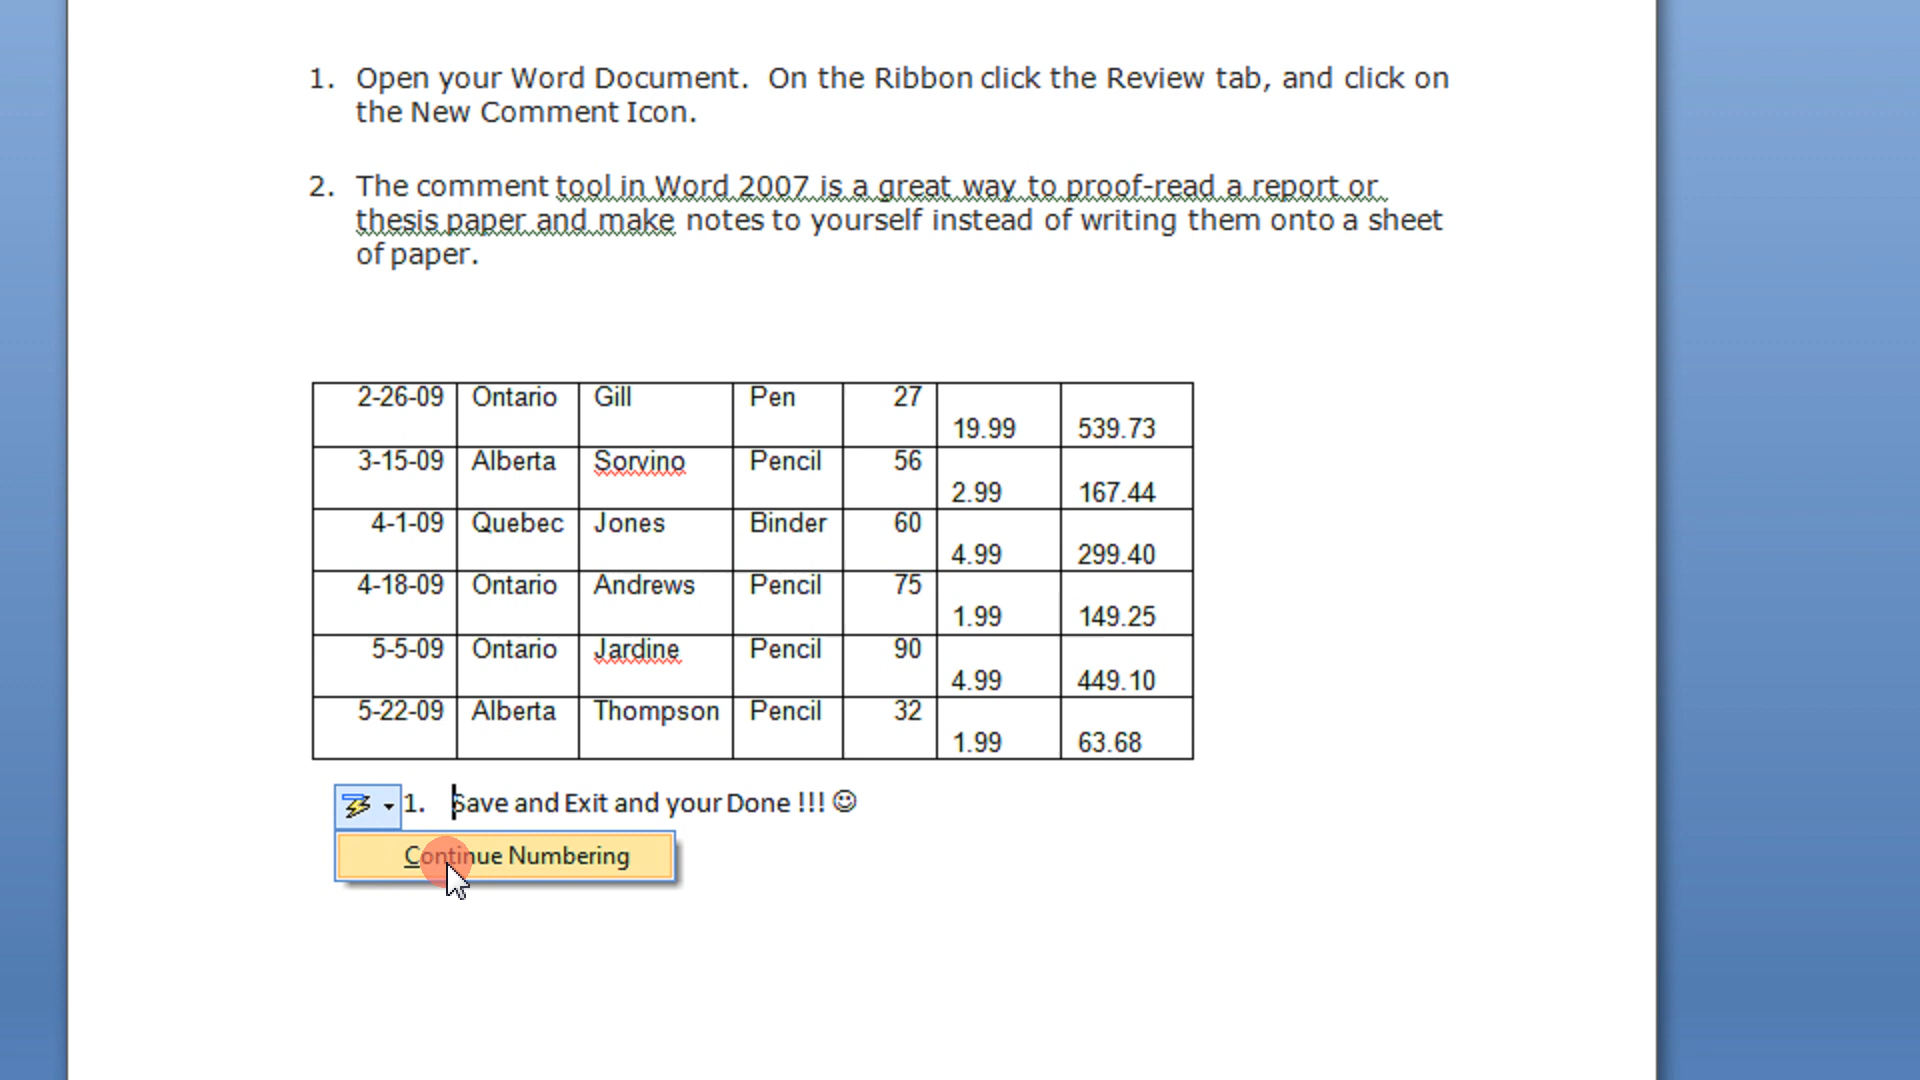 1. Open your Word Document.  On the Ribbon click the Review tab, and click on
the New Comment Icon.
2. The comment tool in Word 2007 is a great way to proof-read a report or
thesis paper and make notes to yourself instead of writing them onto a sheet
of paper.
2-26-09 Ontario Gill Pen 27 19.99 539.73
3-15-09 Alberta Sorvino Pencil 56 2.99 167.44
4-1-09 Quebec Jones Binder 60 4.99 299.40
4-18-09 Ontario Andrews Pencil 75 1.99 149.25
5-5-09 Ontario Jardine Pencil 90 4.99 449.10
5-22-09 Alberta Thompson Pencil 32 1.99 63.68
1. Save and Exit and your Done !!! ☺
Continue Numbering